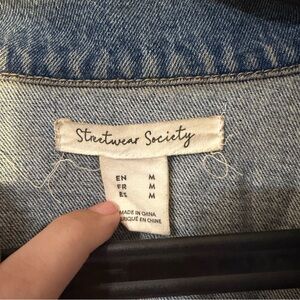 Streetwear Society
EN M
FR M
ES M
MADE IN CHINA
FABRIQUÉ EN CHINE